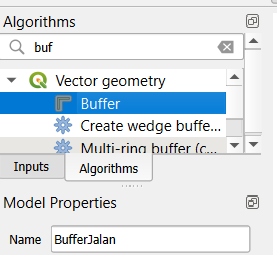 Algorithms
buf
Vector geometry
Buffer
Create wedge buffe...
Multi-ring buffer (c...
Inputs
Algorithms
Model Properties
Name BufferJalan